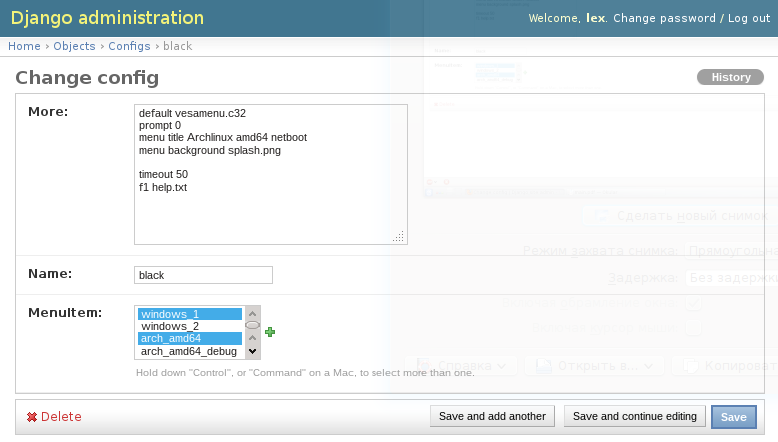 Django administration
Welcome, lex. Change password / Log out
Home › Objects › Configs › black
Change config
History
More:
default vesamenu.c32
prompt 0
menu title Archlinux amd64 netboot
menu background splash.png
timeout 50
f1 help.txt
Сделать новый снимок
Режим захвата снимка: Прямоугольна
Задержка: Без задержки
Name:
black
MenuItem:
windows_1
windows_2
arch_amd64
arch_amd64_debug
Справка
Открыть в...
Копироват
Hold down "Control", or "Command" on a Mac, to select more than one.
Delete
Save and add another
Save and continue editing
Save